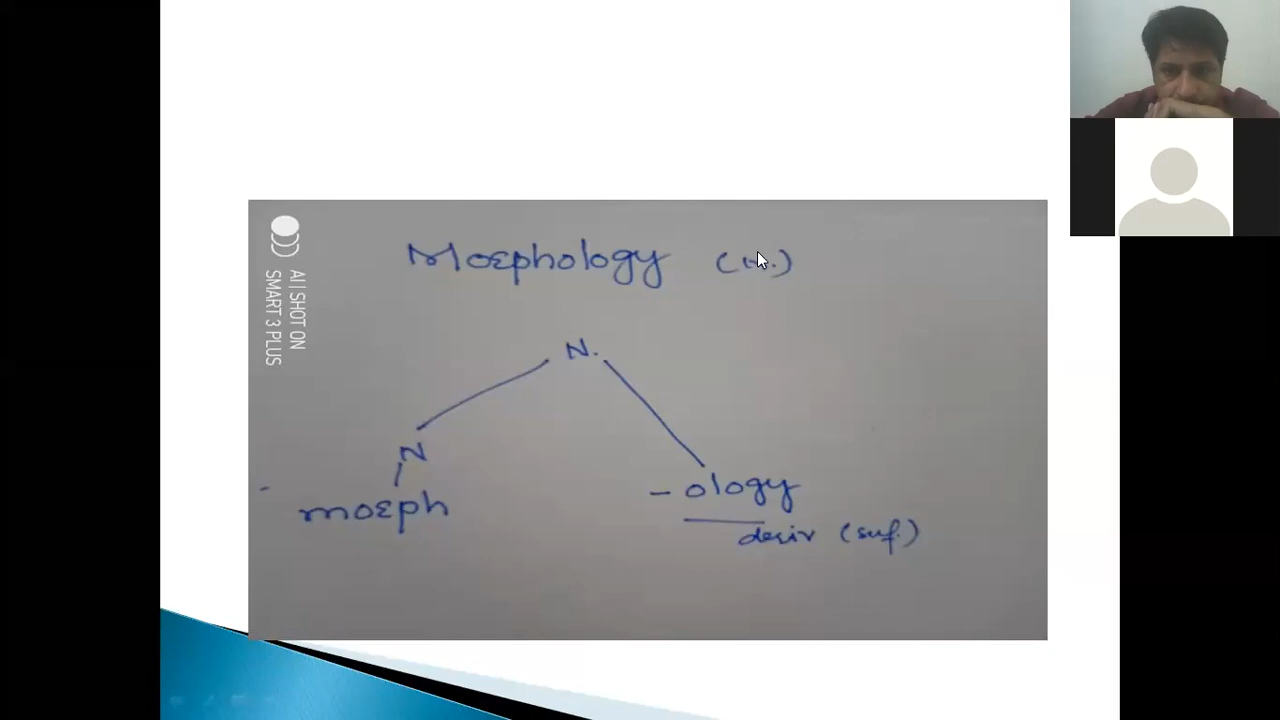 Morphology (n.)
N.
N
morph
- ology
deriv (suf.)
AI | SHOT ON
SMART 3 PLUS